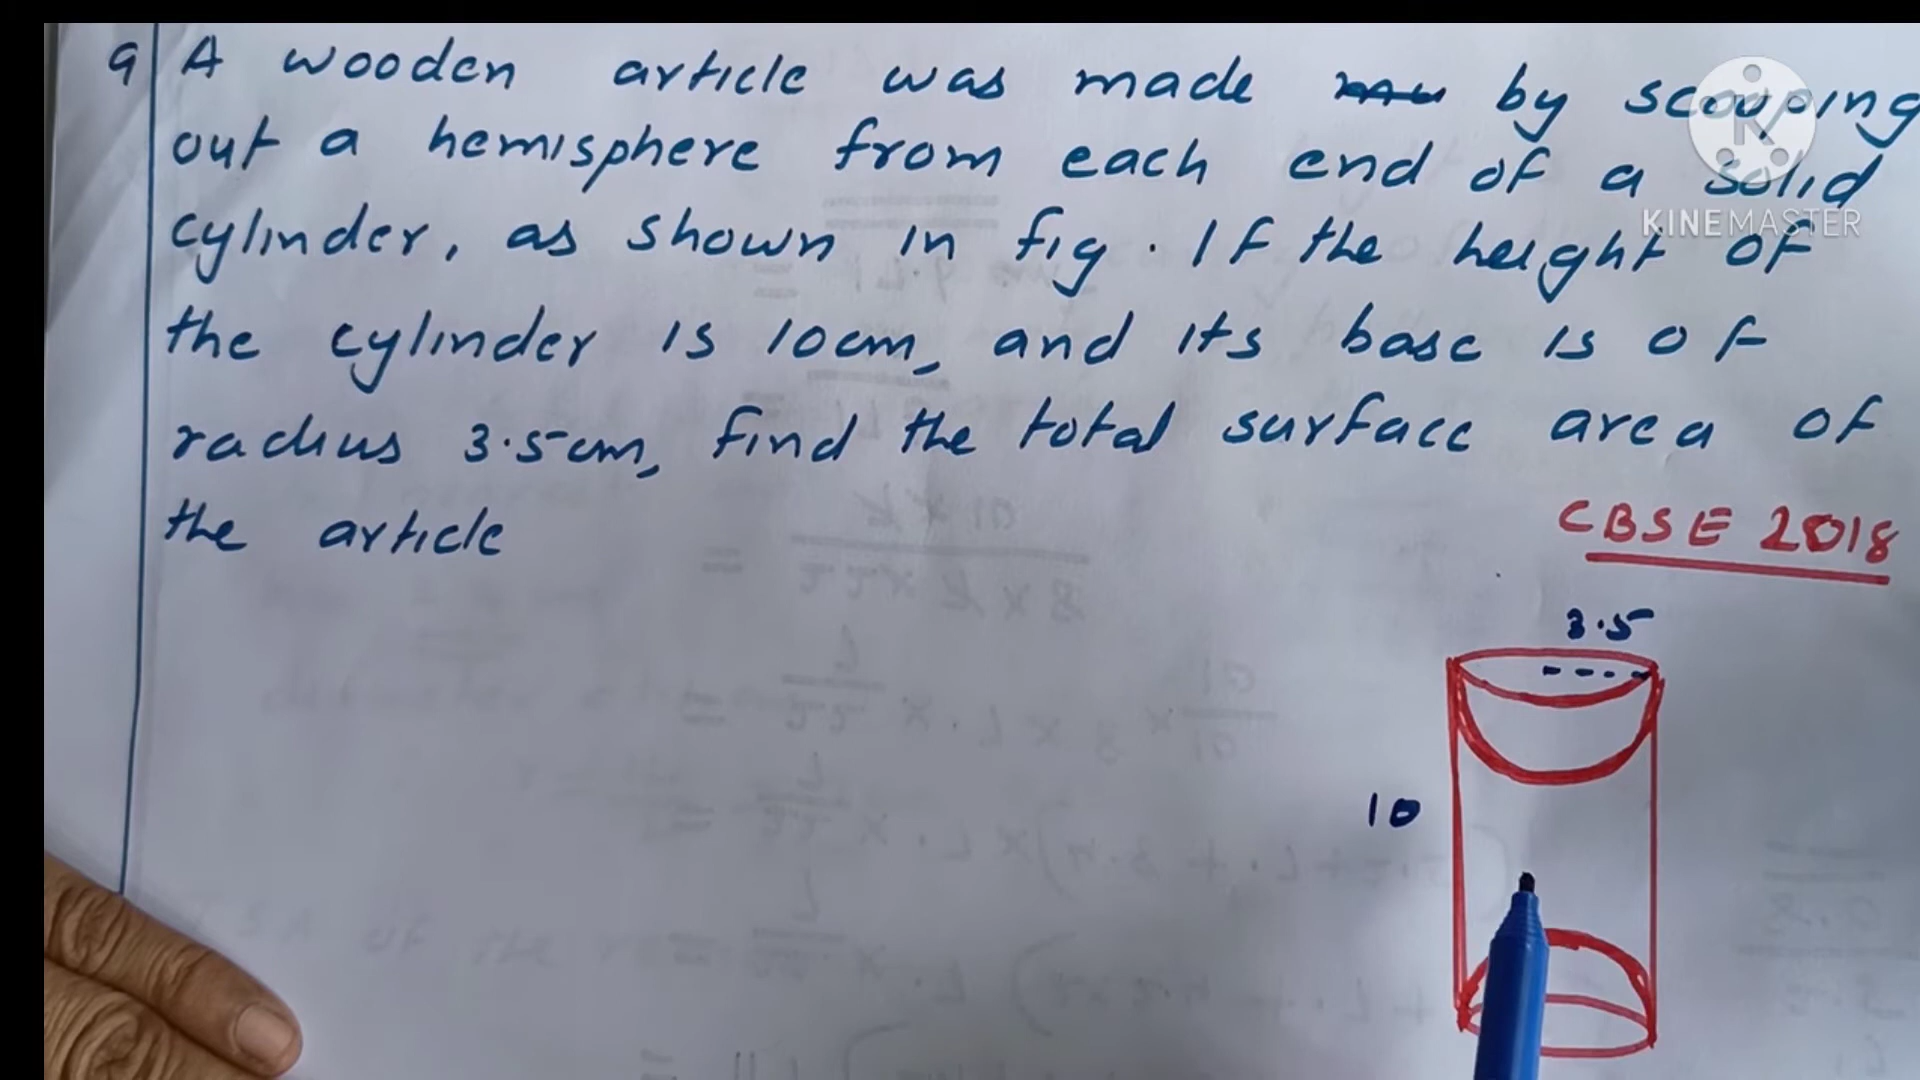 9 A wooden article was made by scooping
out a hemisphere from each end of a solid
cylinder, as shown in fig. If the height of
the cylinder is 10cm, and its base is of
radius 3.5cm, find the total surface area of
the article
CBSE 2018
3.5
10
KINEMASTER